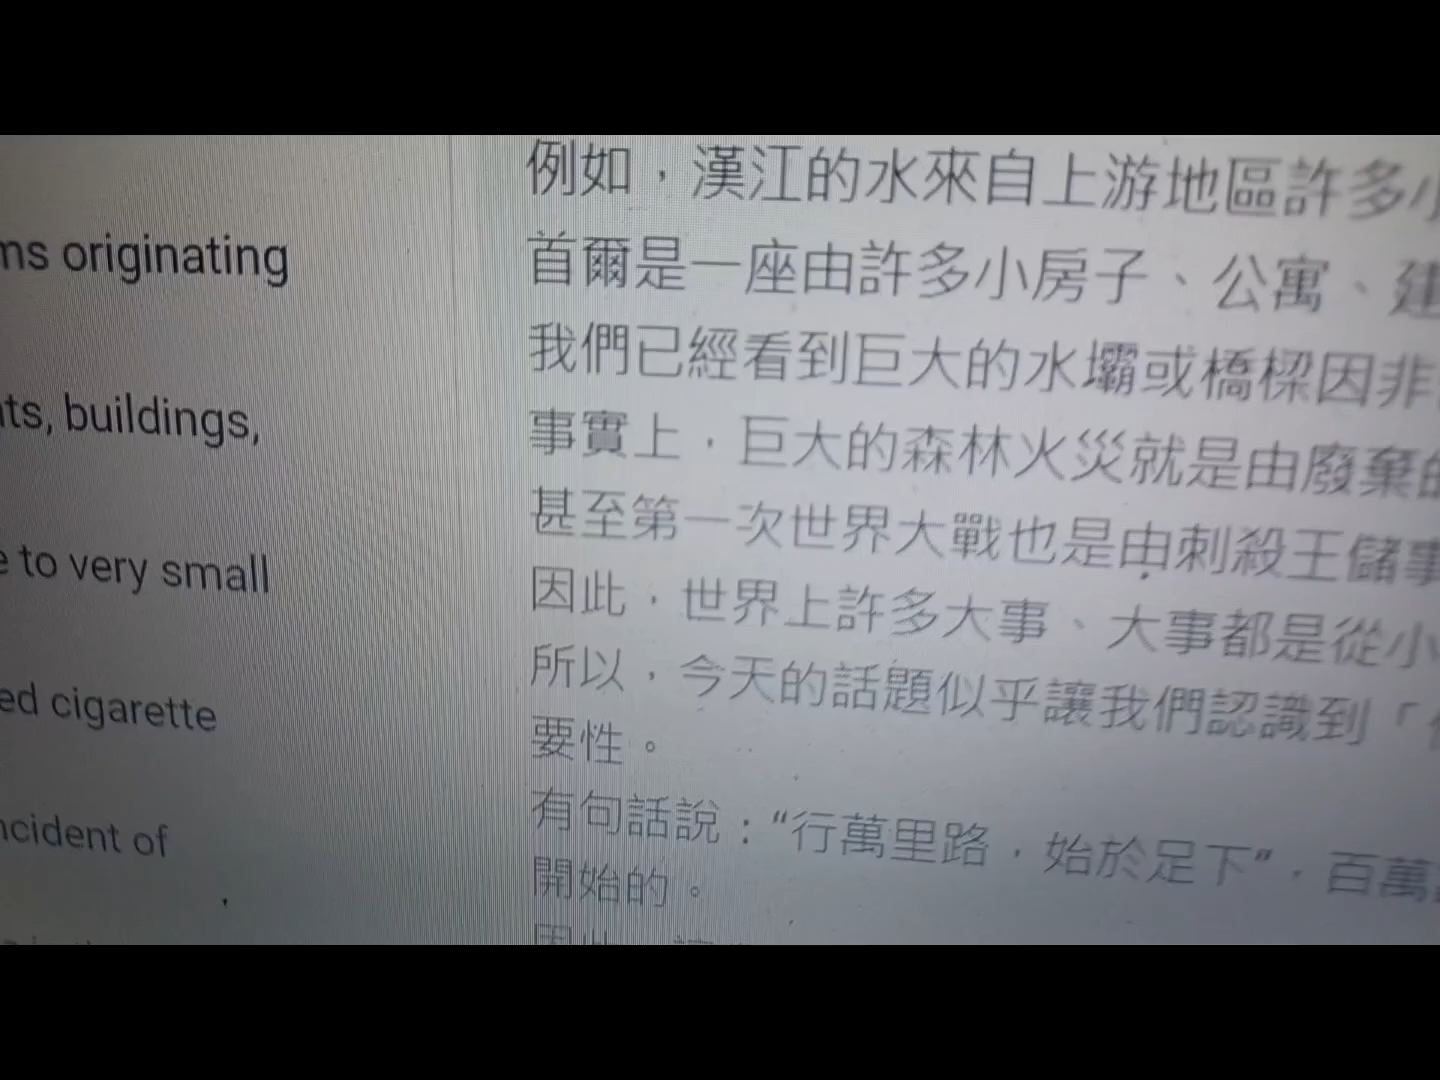 ms originating
ts, buildings,
e to very small
ed cigarette
ncident of
例如，漢江的水來自上游地區許多小
首爾是一座由許多小房子、公寓、建
我們已經看到巨大的水壩或橋樑因非
事實上，巨大的森林火災就是由廢棄的
甚至第一次世界大戰也是由刺殺王儲事
因此，世界上許多大事、大事都是從小
所以，今天的話題似乎讓我們認識到「
要性。
有句話說：“行萬里路，始於足下”，百萬
開始的。